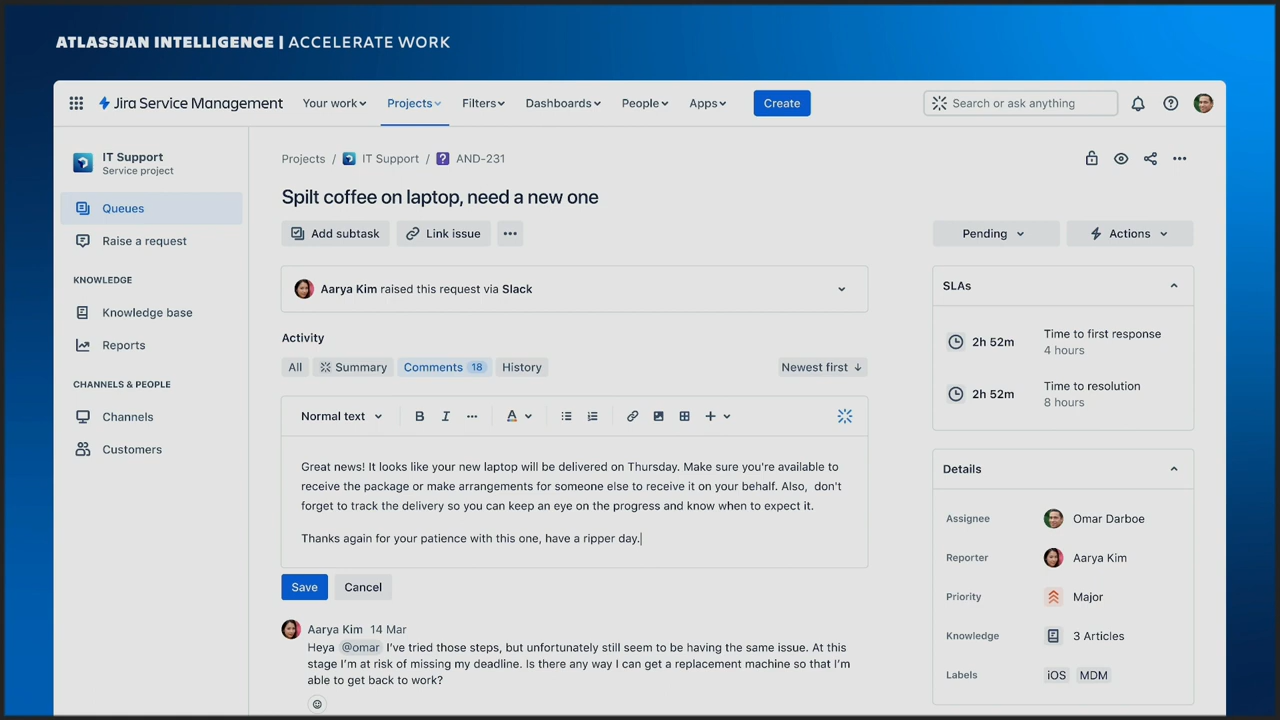 ATLASSIAN INTELLIGENCE | ACCELERATE WORK
Jira Service Management
Your work
Projects
Filters
Dashboards
People
Apps
Create
Search or ask anything
IT Support
Service project
Queues
Raise a request
KNOWLEDGE
Knowledge base
Reports
CHANNELS & PEOPLE
Channels
Customers
Projects / IT Support / AND-231
Spilt coffee on laptop, need a new one
Add subtask
Link issue
Aarya Kim raised this request via Slack
Activity
All
Summary
Comments 18
History
Newest first
Normal text
B I A
Great news! It looks like your new laptop will be delivered on Thursday. Make sure you're available to
receive the package or make arrangements for someone else to receive it on your behalf. Also, don't
forget to track the delivery so you can keep an eye on the progress and know when to expect it.
Thanks again for your patience with this one, have a ripper day.
Save
Cancel
Aarya Kim 14 Mar
Heya @omar I've tried those steps, but unfortunately still seem to be having the same issue. At this
stage I'm at risk of missing my deadline. Is there any way I can get a replacement machine so that I'm
able to get back to work?
Pending
Actions
SLAs
2h 52m
Time to first response
4 hours
2h 52m
Time to resolution
8 hours
Details
Assignee
Omar Darboe
Reporter
Aarya Kim
Priority
Major
Knowledge
3 Articles
Labels
iOS MDM